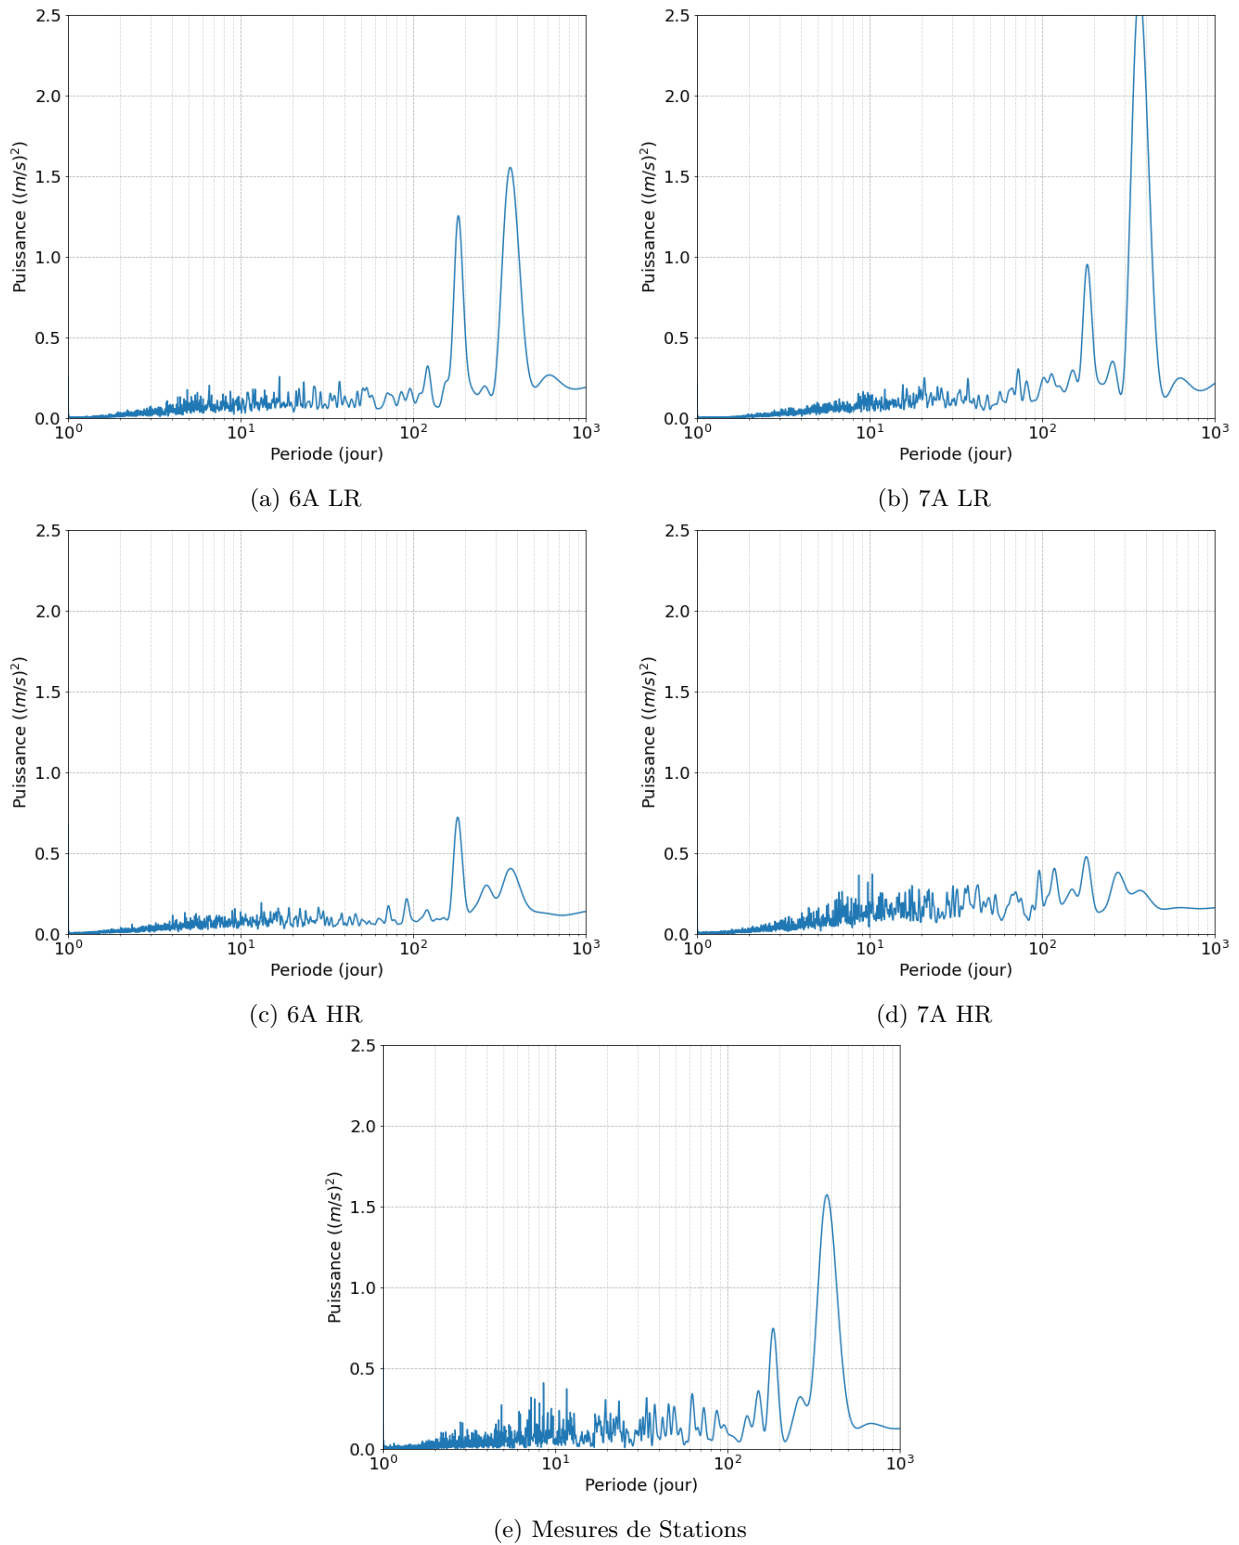 2.5
2.0
1.5
1.0
0.5
0.0
Puissance ((m/s)²)
10⁰ 10¹ 10² 10³
Periode (jour)
(a) 6A LR
2.5
2.0
1.5
1.0
0.5
0.0
Puissance ((m/s)²)
10⁰ 10¹ 10² 10³
Periode (jour)
(b) 7A LR
2.5
2.0
1.5
1.0
0.5
0.0
Puissance ((m/s)²)
10⁰ 10¹ 10² 10³
Periode (jour)
(c) 6A HR
2.5
2.0
1.5
1.0
0.5
0.0
Puissance ((m/s)²)
10⁰ 10¹ 10² 10³
Periode (jour)
(d) 7A HR
2.5
2.0
1.5
1.0
0.5
0.0
Puissance ((m/s)²)
10⁰ 10¹ 10² 10³
Periode (jour)
(e) Mesures de Stations